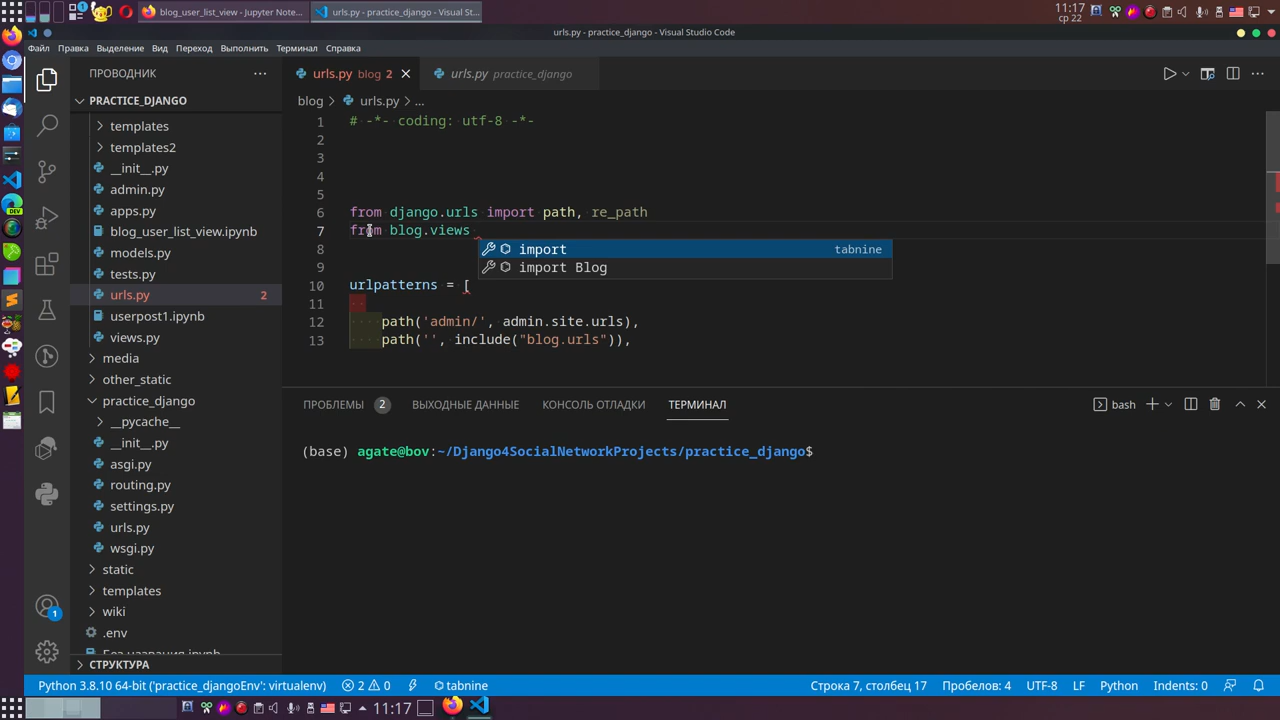 blog_user_list_view - Jupyter Note...
urls.py - practice_django - Visual St...
11:17
ср 22
urls.py - practice_django - Visual Studio Code
Файл Правка Выделение Вид Переход Выполнить Терминал Справка
ПРОВОДНИК ...
urls.py blog 2
urls.py practice_django
PRACTICE_DJANGO
blog > urls.py > ...
templates
templates2
__init__.py
admin.py
apps.py
blog_user_list_view.ipynb
models.py
tests.py
urls.py 2
userpost1.ipynb
views.py
media
other_static
practice_django
__pycache__
__init__.py
asgi.py
routing.py
settings.py
urls.py
wsgi.py
static
templates
wiki
.env
Без названия.ipynb
СТРУКТУРА
1 # -*- coding: utf-8 -*-
2
3
4
5
6 from django.urls import path, re_path
7 from blog.views
import tabnine
8
import Blog
9
10 urlpatterns = [
11
12 path('admin/', admin.site.urls),
13 path('', include("blog.urls")),
ПРОБЛЕМЫ 2 ВЫХОДНЫЕ ДАННЫЕ КОНСОЛЬ ОТЛАДКИ ТЕРМИНАЛ
bash
(base) agate@bov:~/Django4SocialNetworkProjects/practice_django$
DEV
1
Python 3.8.10 64-bit ('practice_djangoEnv': virtualenv) 2 0 tabnine
Строка 7, столбец 17 Пробелов: 4 UTF-8 LF Python Indents: 0
11:17